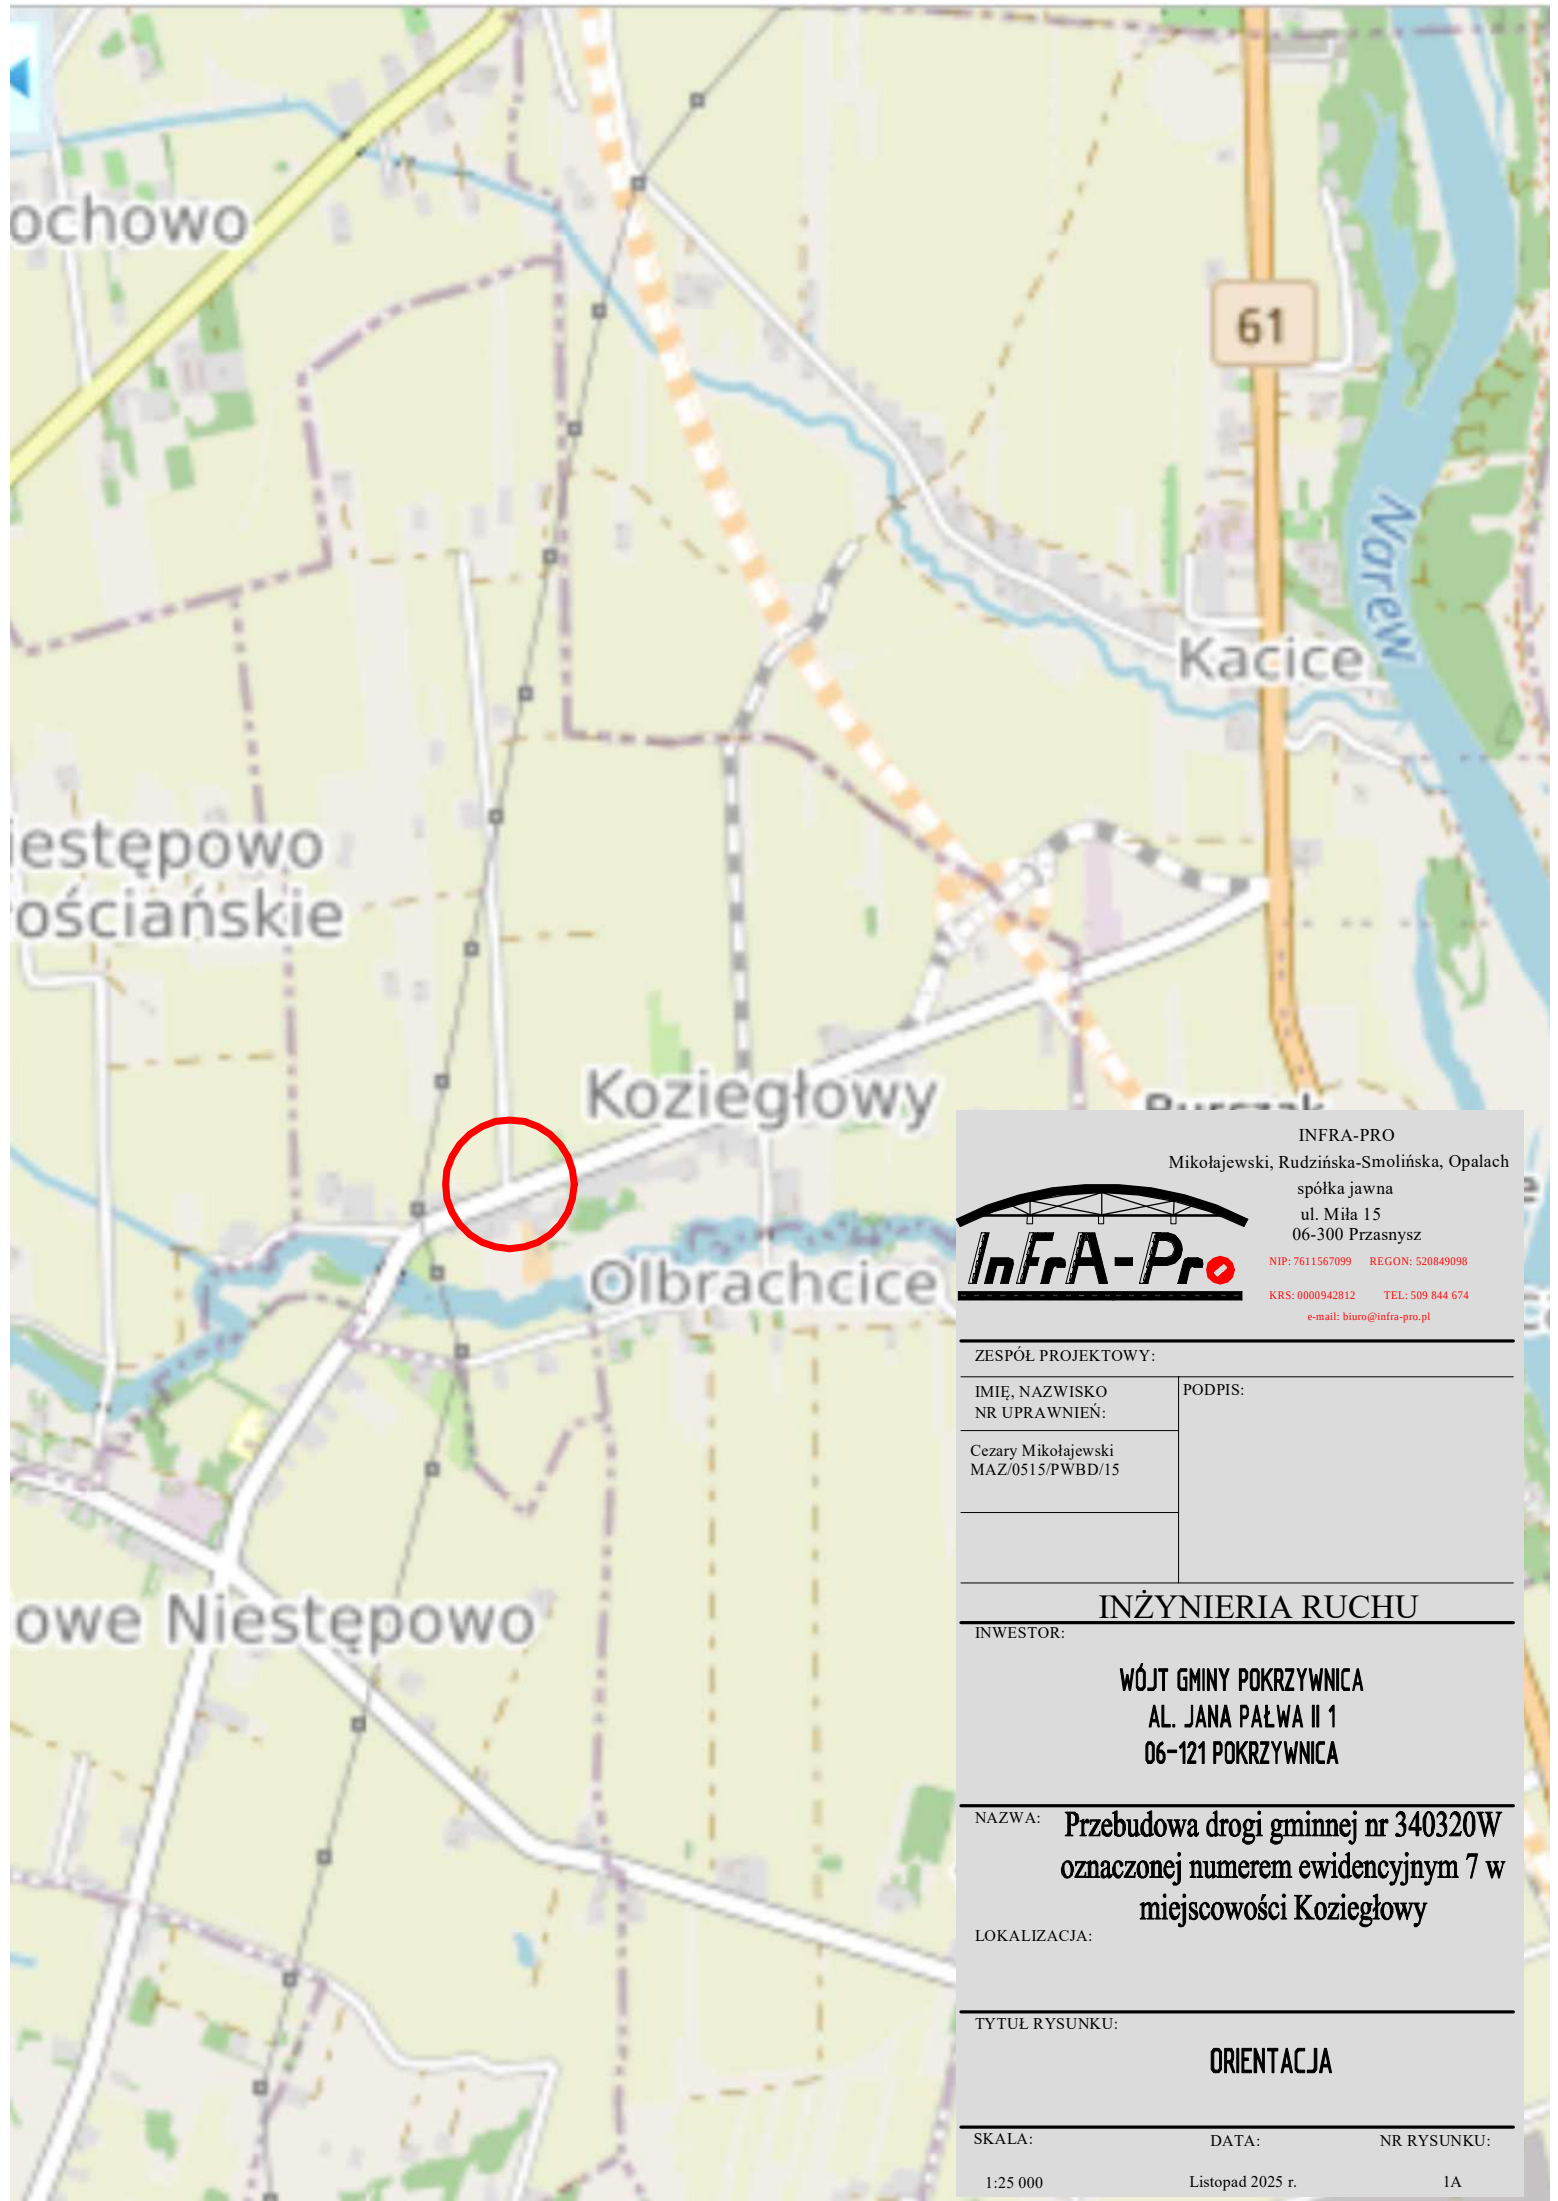 ochowo
61
Narew
Kacice
iestępowo
ościańskie
Koziegłowy
Olbrachcice
owe Niestępowo
INFRA-PRO
Mikołajewski, Rudzińska-Smolińska, Opalach
spółka jawna
ul. Miła 15
06-300 Przasnysz
InFrA-Pro
NIP: 7611567099 REGON: 520849098
KRS: 0000942812 TEL: 509 844 674
e-mail: biuro@infra-pro.pl
ZESPÓŁ PROJEKTOWY:
IMIĘ, NAZWISKO
NR UPRAWNIEŃ:
PODPIS:
Cezary Mikołajewski
MAZ/0515/PWBD/15
INŻYNIERIA RUCHU
INWESTOR:
WÓJT GMINY POKRZYWNICA
AL. JANA PAŁWA II 1
06-121 POKRZYWNICA
NAZWA: Przebudowa drogi gminnej nr 340320W
oznaczonej numerem ewidencyjnym 7 w
miejscowości Koziegłowy
LOKALIZACJA:
TYTUŁ RYSUNKU:
ORIENTACJA
SKALA: DATA: NR RYSUNKU:
1:25 000 Listopad 2025 r. 1A